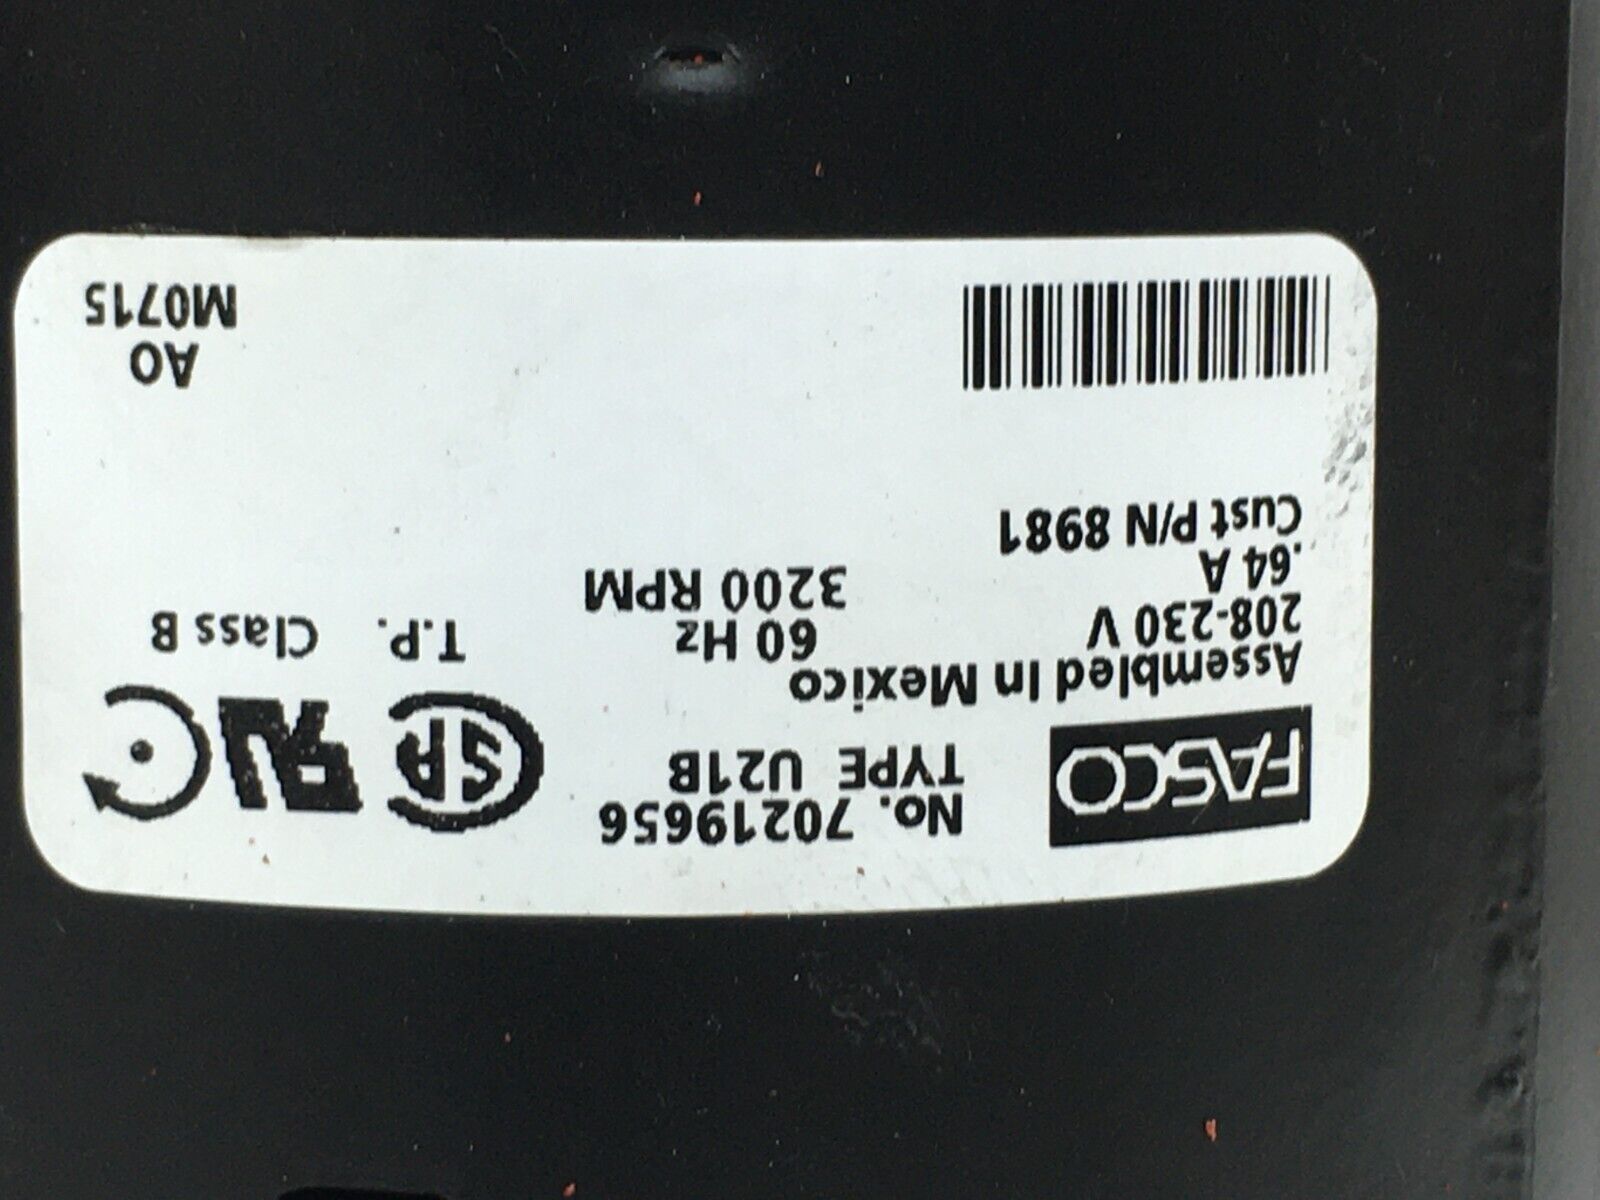 FASCO
No. 70219656
TYPE U21B
Assembled In Mexico
208-230 V 60 Hz T.P. Class B
.64 A 3200 RPM
Cust P/N 8981
AO
M0715